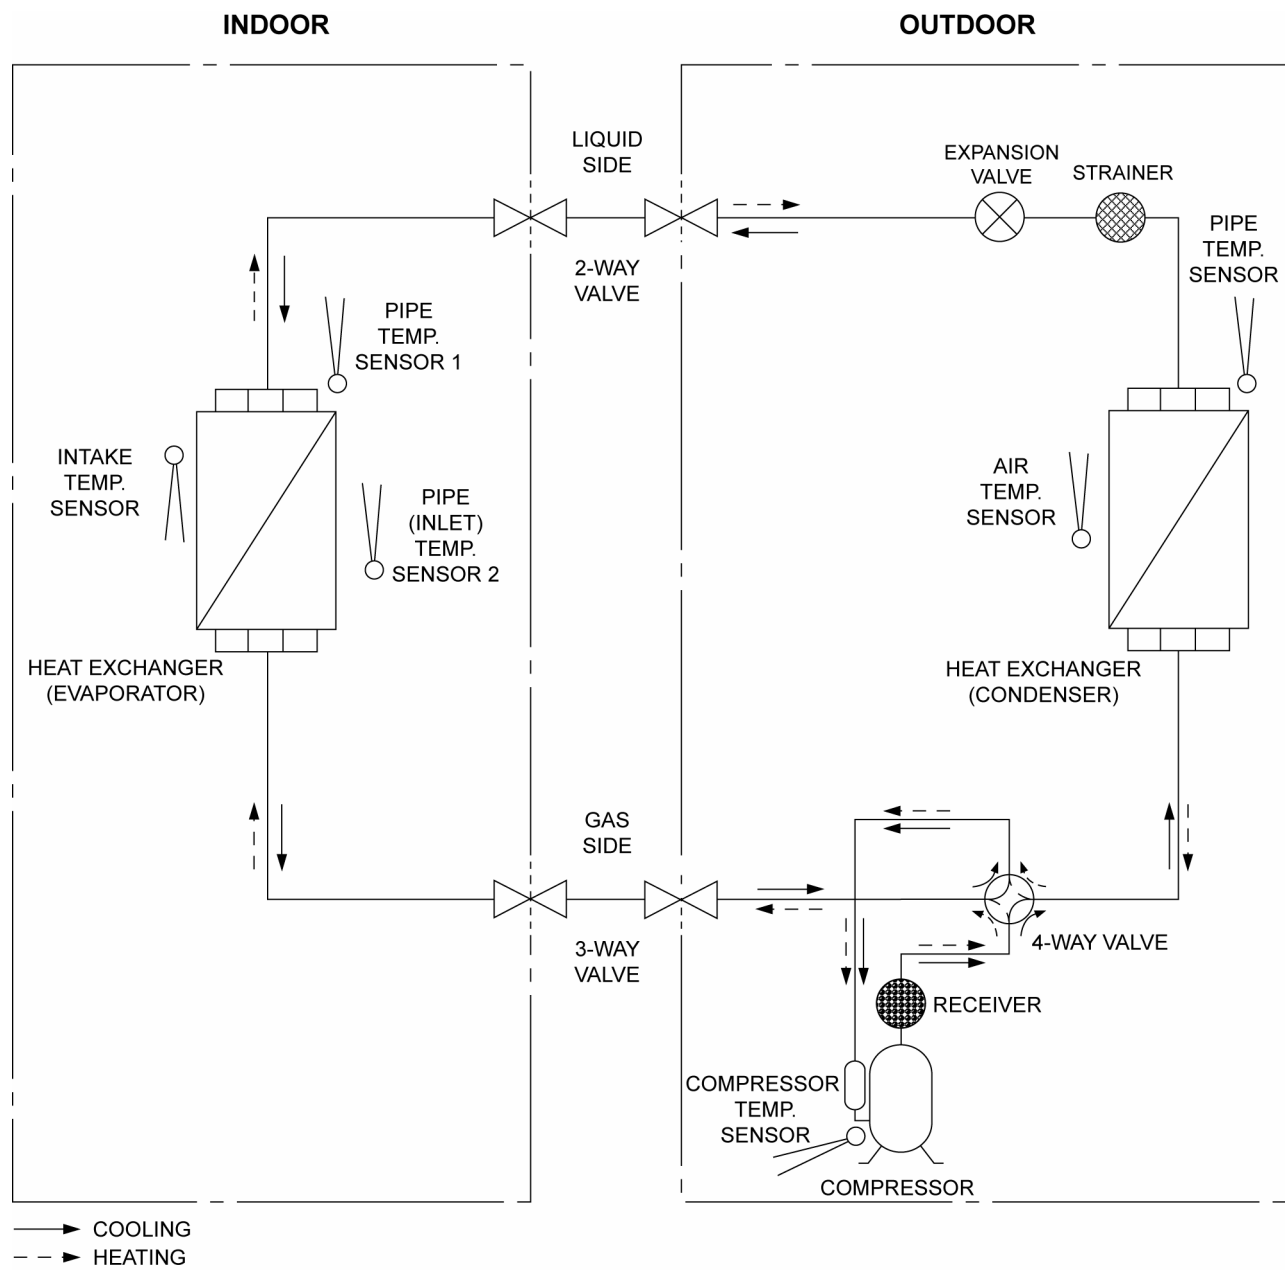 INDOOR
OUTDOOR
LIQUID
SIDE
EXPANSION
VALVE
STRAINER
PIPE
TEMP.
SENSOR
2-WAY
VALVE
PIPE
TEMP.
SENSOR 1
INTAKE
TEMP.
SENSOR
PIPE
(INLET)
TEMP.
SENSOR 2
AIR
TEMP.
SENSOR
HEAT EXCHANGER
(EVAPORATOR)
HEAT EXCHANGER
(CONDENSER)
GAS
SIDE
3-WAY
VALVE
4-WAY VALVE
RECEIVER
COMPRESSOR
TEMP.
SENSOR
COMPRESSOR
COOLING
HEATING